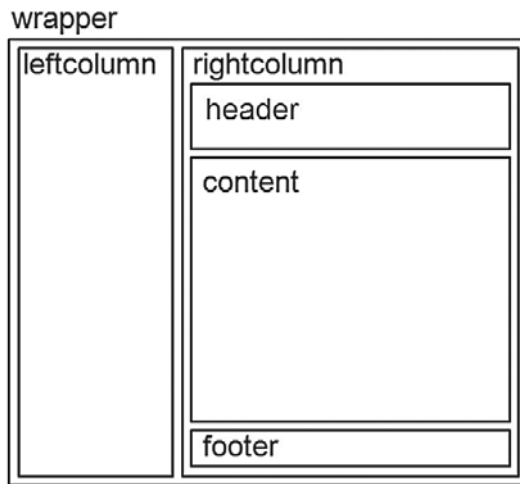 wrapper
leftcolumn
rightcolumn
header
content
footer